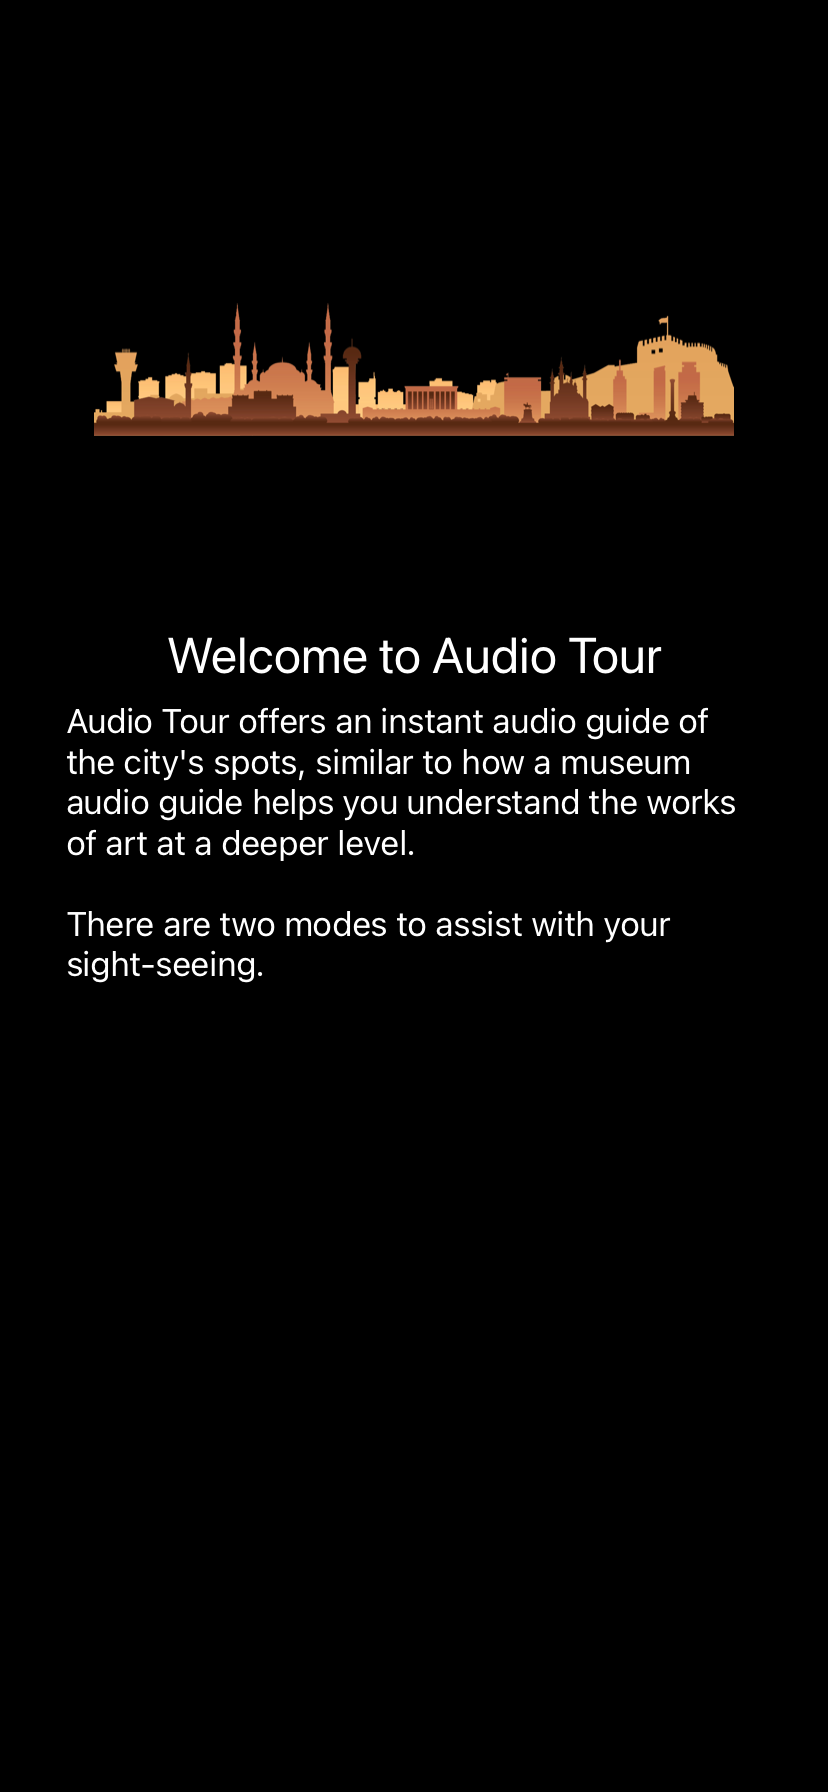 Welcome to Audio Tour
Audio Tour offers an instant audio guide of
the city's spots, similar to how a museum
audio guide helps you understand the works
of art at a deeper level.
There are two modes to assist with your
sight-seeing.